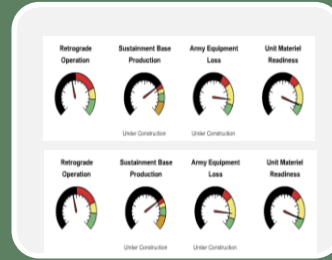 Retrograde Sustainment Base Army Equipment Unit Materiel
Operation Production Loss Readiness
Under Construction Under Construction
Retrograde Sustainment Base Army Equipment Unit Materiel
Operation Production Loss Readiness
Under Construction Under Construction